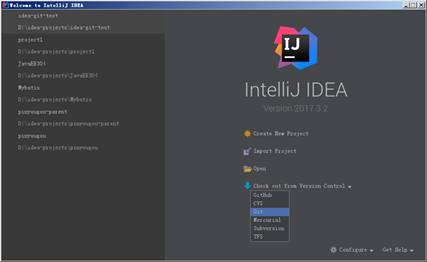 Welcome to IntelliJ IDEA
idea-git-test
D:\idea-projects\idea-git-test
project1
D:\idea-projects\project1
JavaEE304
D:\idea-projects\JavaEE304
Mybatis
D:\idea-projects\Mybatis
pinyougou-parent
D:\idea-projects\pinyougou-parent
pinyougou
D:\idea-projects\pinyougou
IJ
IntelliJ IDEA
Version 2017.3.2
Create New Project
Import Project
Open
Check out from Version Control
GitHub
CVS
Git
Mercurial
Subversion
TFS
Configure
Get Help